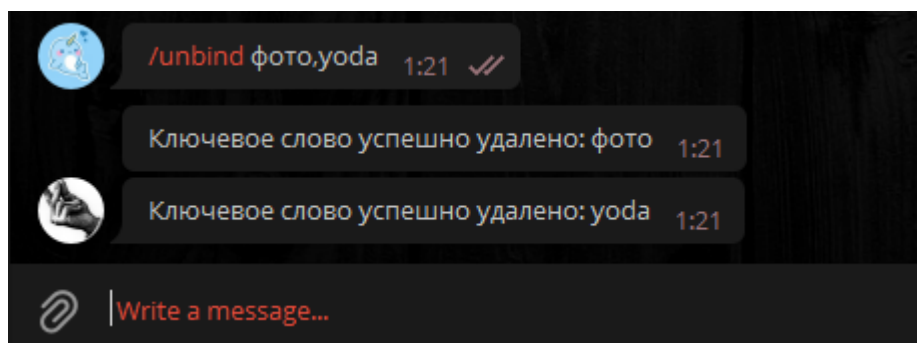 /unbind фото,yoda 1:21
Ключевое слово успешно удалено: фото 1:21
Ключевое слово успешно удалено: yoda 1:21
Write a message...